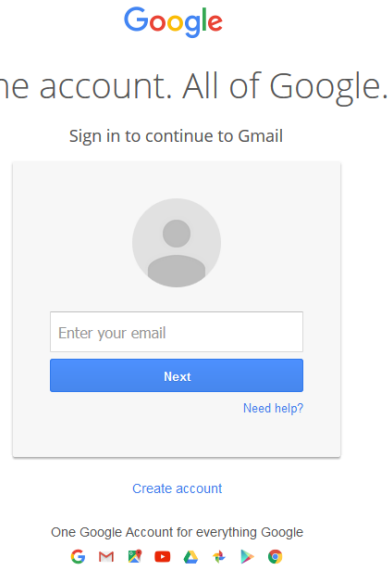 Google
ne account. All of Google.
Sign in to continue to Gmail
Enter your email
Next
Need help?
Create account
One Google Account for everything Google